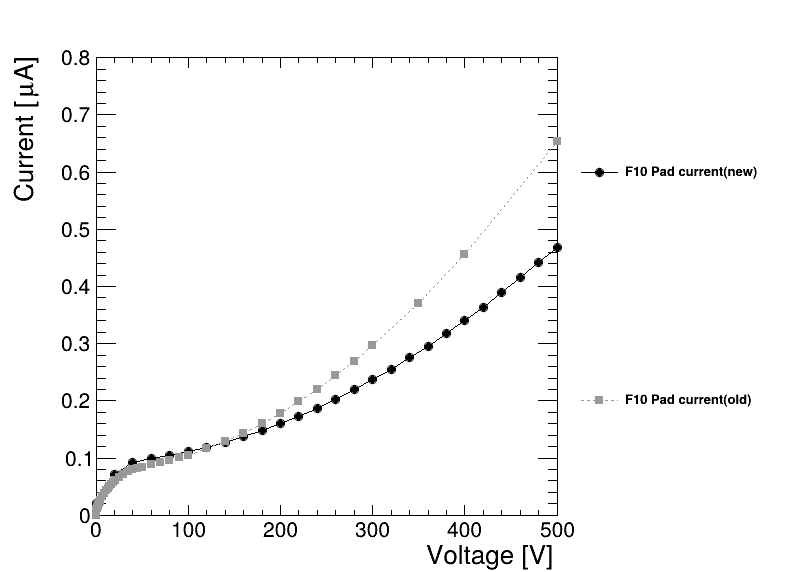 Current [μA]
0.8
0.7
0.6
0.5
0.4
0.3
0.2
0.1
0
0 100 200 300 400 500
Voltage [V]
F10 Pad current(new)
F10 Pad current(old)